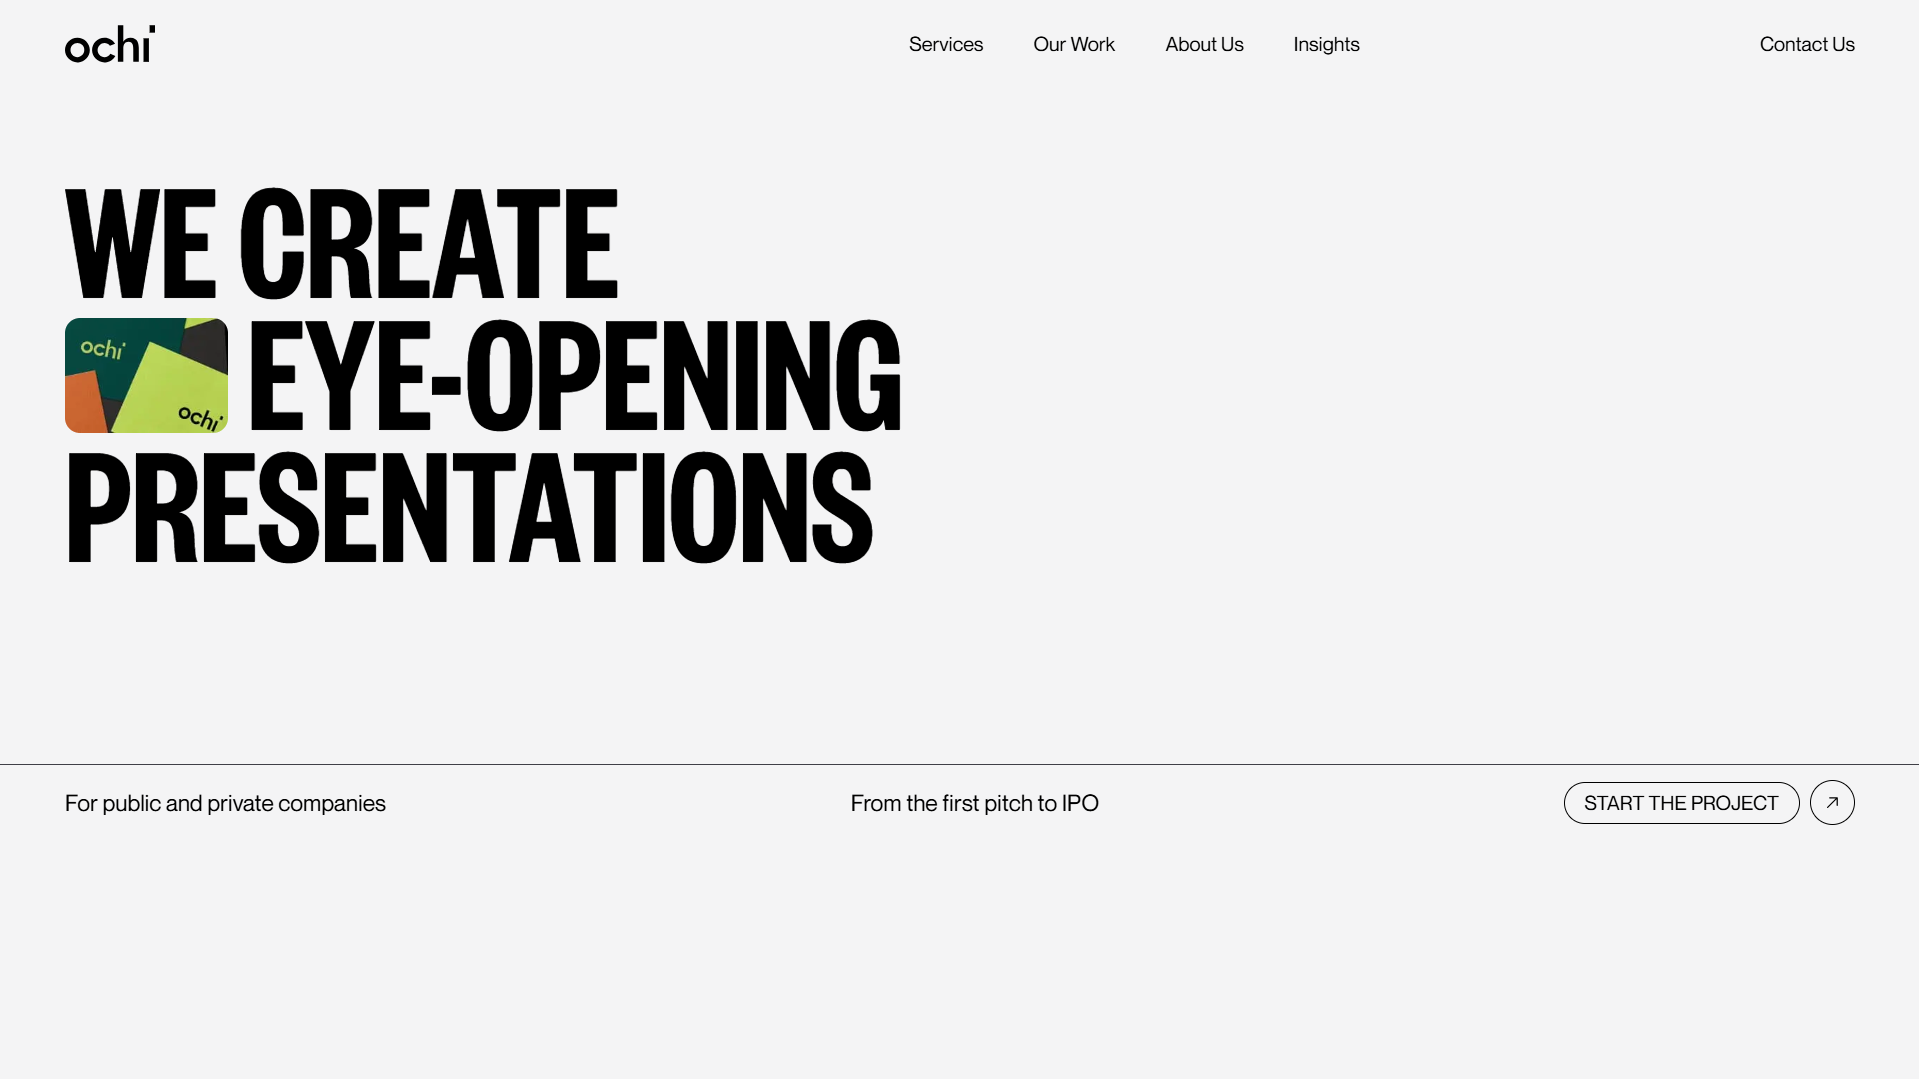 ochi
Services
Our Work
About Us
Insights
Contact Us
WE CREATE
ochi
ochi
EYE-OPENING
PRESENTATIONS
For public and private companies
From the first pitch to IPO
START THE PROJECT